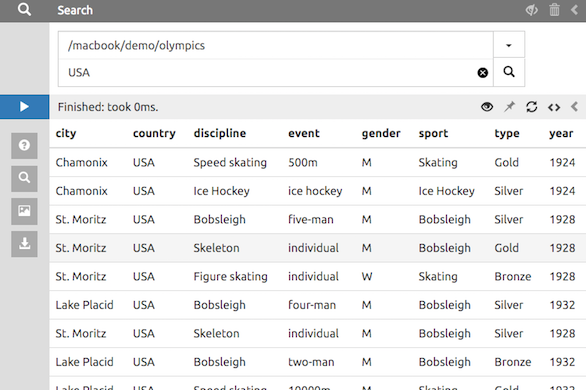 Search
/macbook/demo/olympics
USA
Finished: took 0ms.
city country discipline event gender sport type year
Chamonix USA Speed skating 500m M Skating Gold 1924
Chamonix USA Ice Hockey ice hockey M Ice Hockey Silver 1924
St. Moritz USA Bobsleigh five-man M Bobsleigh Silver 1928
St. Moritz USA Skeleton individual M Bobsleigh Gold 1928
St. Moritz USA Figure skating individual W Skating Bronze 1928
Lake Placid USA Bobsleigh four-man M Bobsleigh Silver 1932
St. Moritz USA Skeleton individual M Bobsleigh Silver 1928
Lake Placid USA Bobsleigh two-man M Bobsleigh Bronze 1932
Lake Placid USA Speed skating 10000m M Skating Gold 1932